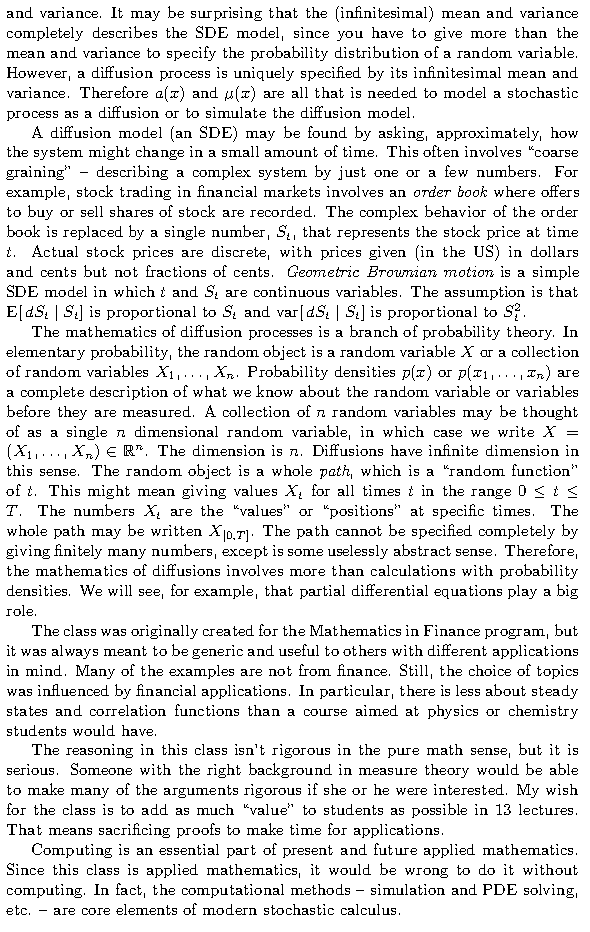 and variance. It may be surprising that the (infinitesimal) mean and variance
completely describes the SDE model, since you have to give more than the
mean and variance to specify the probability distribution of a random variable.
However, a diffusion process is uniquely specified by its infinitesimal mean and
variance. Therefore a(x) and μ(x) are all that is needed to model a stochastic
process as a diffusion or to simulate the diffusion model.
A diffusion model (an SDE) may be found by asking, approximately, how
the system might change in a small amount of time. This often involves “coarse
graining” – describing a complex system by just one or a few numbers. For
example, stock trading in financial markets involves an order book where offers
to buy or sell shares of stock are recorded. The complex behavior of the order
book is replaced by a single number, S_t, that represents the stock price at time
t. Actual stock prices are discrete, with prices given (in the US) in dollars
and cents but not fractions of cents. Geometric Brownian motion is a simple
SDE model in which t and S_t are continuous variables. The assumption is that
E[dS_t | S_t] is proportional to S_t and var[dS_t | S_t] is proportional to S_t^2.
The mathematics of diffusion processes is a branch of probability theory. In
elementary probability, the random object is a random variable X or a collection
of random variables X_1, . . . , X_n. Probability densities p(x) or p(x_1, . . . , x_n) are
a complete description of what we know about the random variable or variables
before they are measured. A collection of n random variables may be thought
of as a single n dimensional random variable, in which case we write X =
(X_1, . . . , X_n) ∈ ℝ^n. The dimension is n. Diffusions have infinite dimension in
this sense. The random object is a whole path, which is a “random function”
of t. This might mean giving values X_t for all times t in the range 0 ≤ t ≤
T. The numbers X_t are the “values” or “positions” at specific times. The
whole path may be written X_[0,T]. The path cannot be specified completely by
giving finitely many numbers, except is some uselessly abstract sense. Therefore,
the mathematics of diffusions involves more than calculations with probability
densities. We will see, for example, that partial differential equations play a big
role.
The class was originally created for the Mathematics in Finance program, but
it was always meant to be generic and useful to others with different applications
in mind. Many of the examples are not from finance. Still, the choice of topics
was influenced by financial applications. In particular, there is less about steady
states and correlation functions than a course aimed at physics or chemistry
students would have.
The reasoning in this class isn’t rigorous in the pure math sense, but it is
serious. Someone with the right background in measure theory would be able
to make many of the arguments rigorous if she or he were interested. My wish
for the class is to add as much “value” to students as possible in 13 lectures.
That means sacrificing proofs to make time for applications.
Computing is an essential part of present and future applied mathematics.
Since this class is applied mathematics, it would be wrong to do it without
computing. In fact, the computational methods – simulation and PDE solving,
etc. – are core elements of modern stochastic calculus.